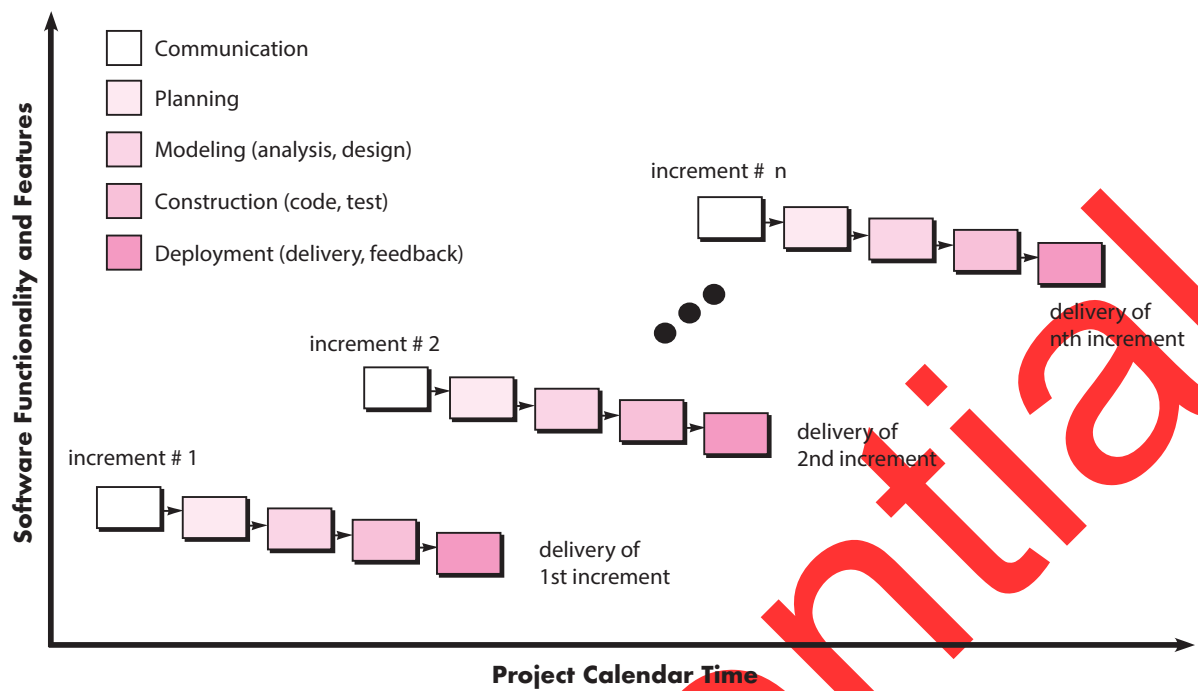 Communication
Planning
Modeling (analysis, design)
Construction (code, test)
Deployment (delivery, feedback)
Software Functionality and Features
increment # n
delivery of
nth increment
increment # 2
delivery of
2nd increment
increment # 1
delivery of
1st increment
Project Calendar Time
ential